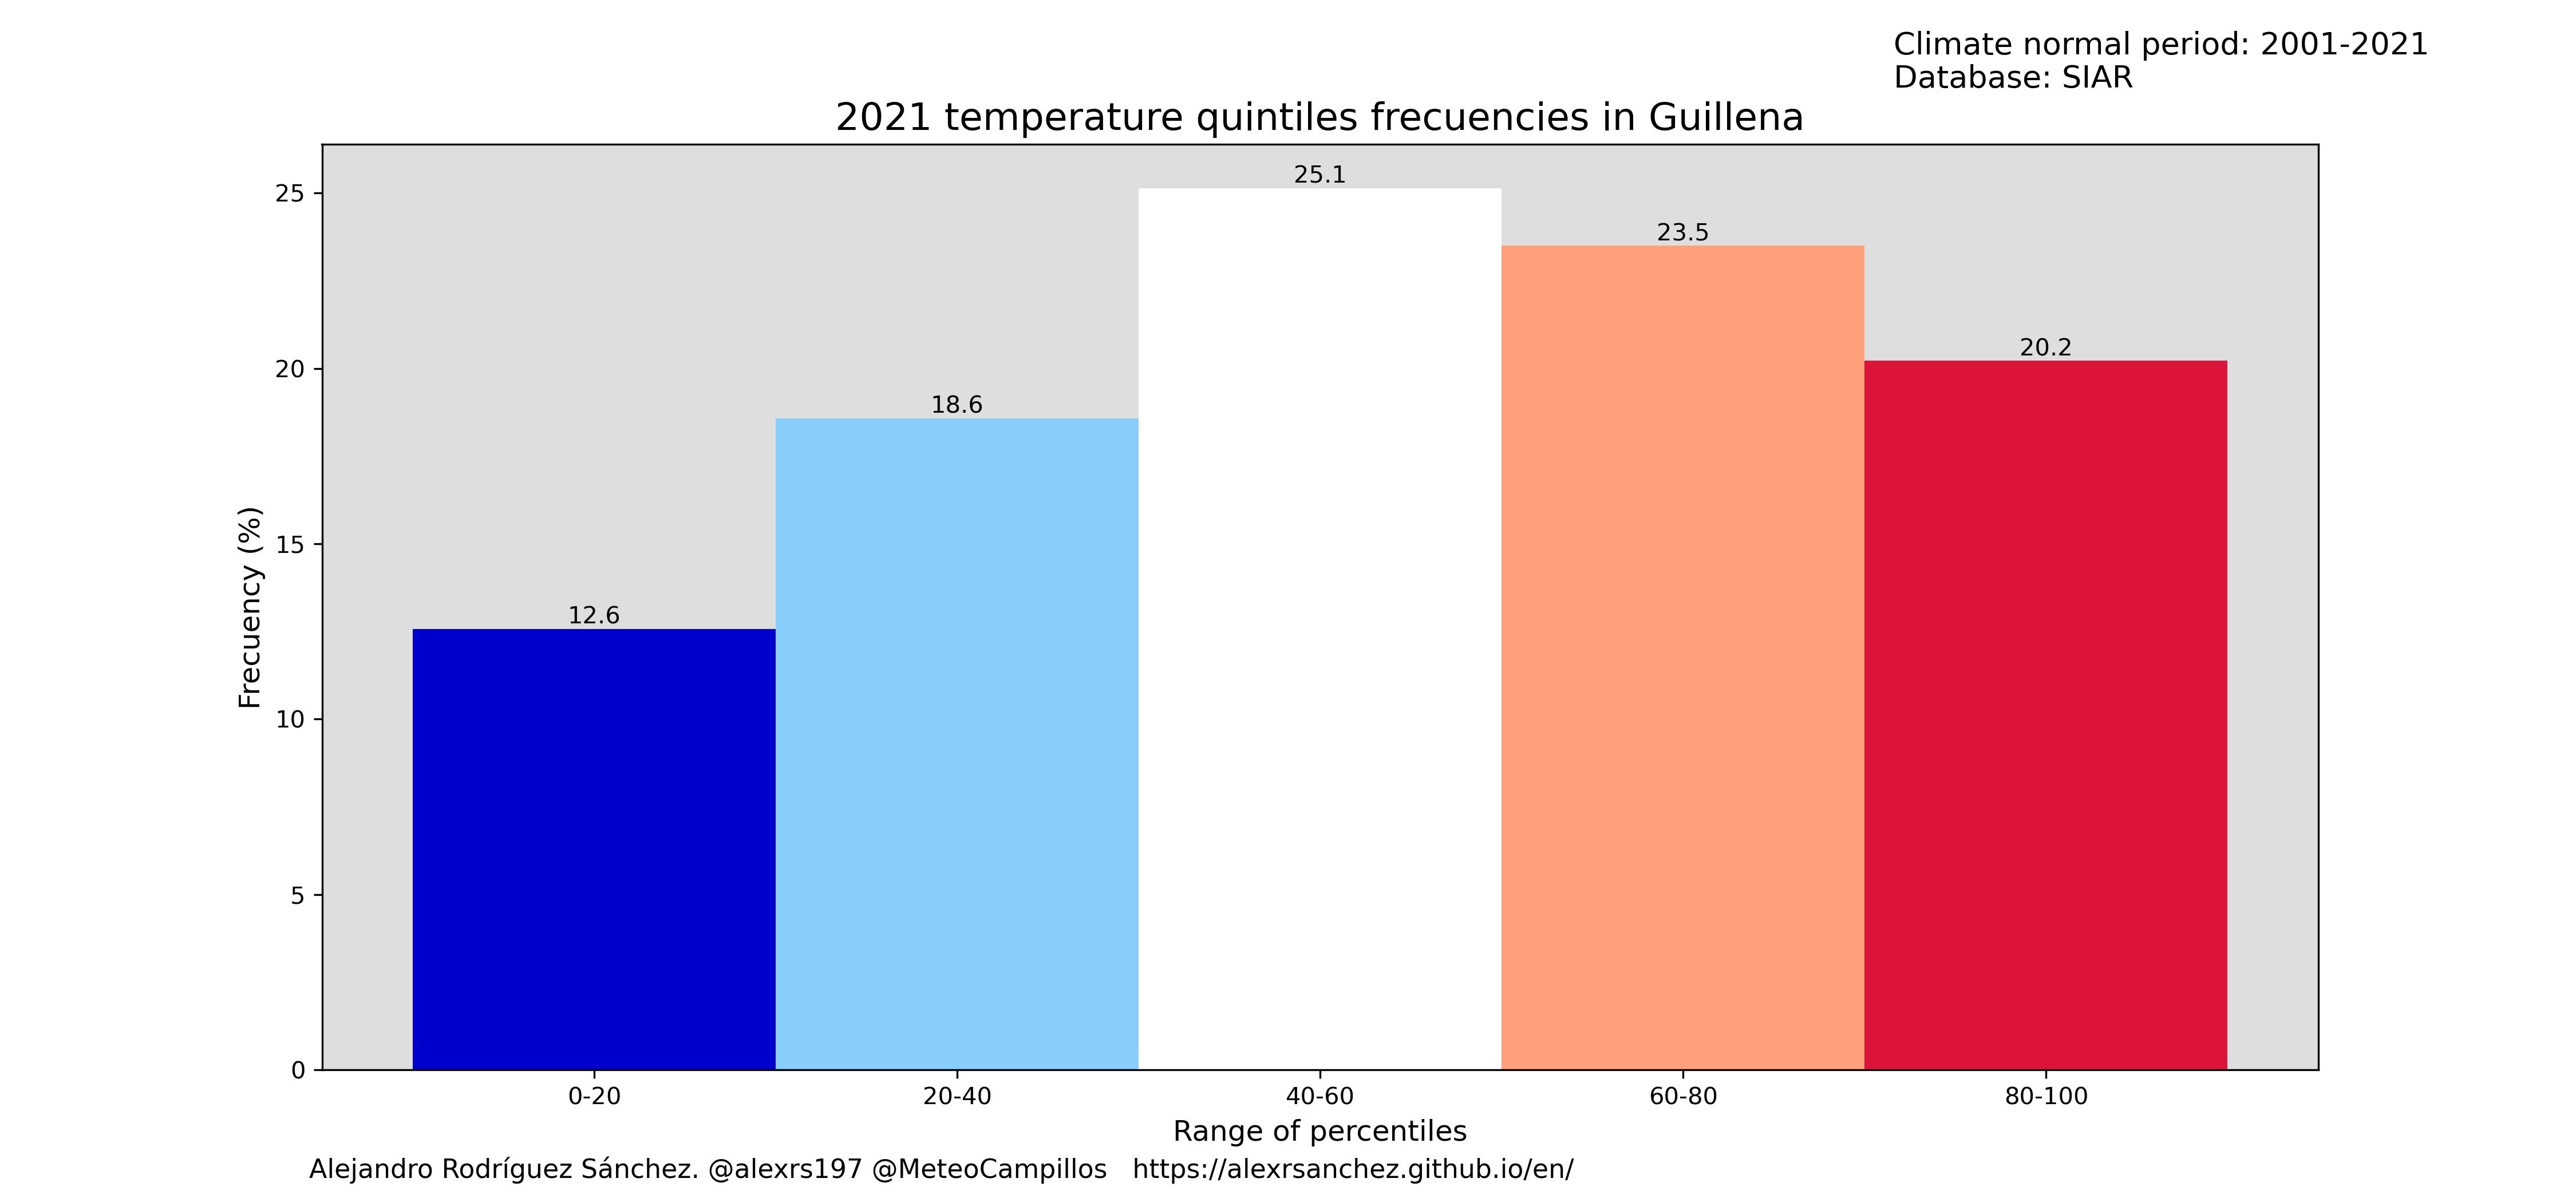 Climate normal period: 2001-2021
Database: SIAR
2021 temperature quintiles frecuencies in Guillena
25
20
15
10
5
0
Frecuency (%)
12.6
18.6
25.1
23.5
20.2
0-20
20-40
40-60
60-80
80-100
Range of percentiles
Alejandro Rodríguez Sánchez. @alexrs197 @MeteoCampillos https://alexrsanchez.github.io/en/